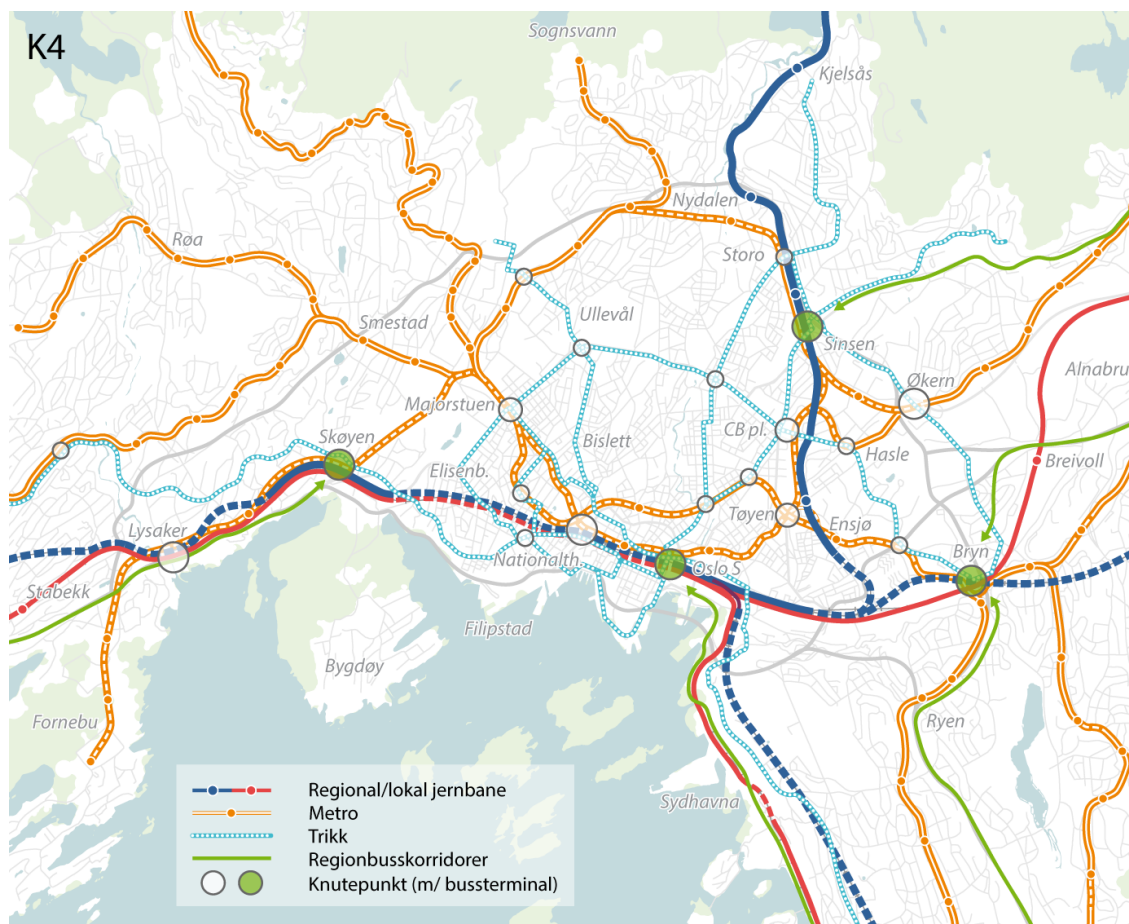 K4
Sognsvann
Kjelsås
Nydalen
Røa
Storo
Ullevål
Smestad
Sinsen
Økern
Alnabru
Majorstuen
CB pl.
Skøyen
Bislett
Hasle
Elisenb.
Breivoll
Lysaker
Tøyen
Ensjø
Nationalth.
Oslo S
Bryn
Stabekk
Filipstad
Bygdøy
Fornebu
Ryen
Sydhavna
Regional/lokal jernbane
Metro
Trikk
Regionbusskorridorer
Knutepunkt (m/ bussterminal)